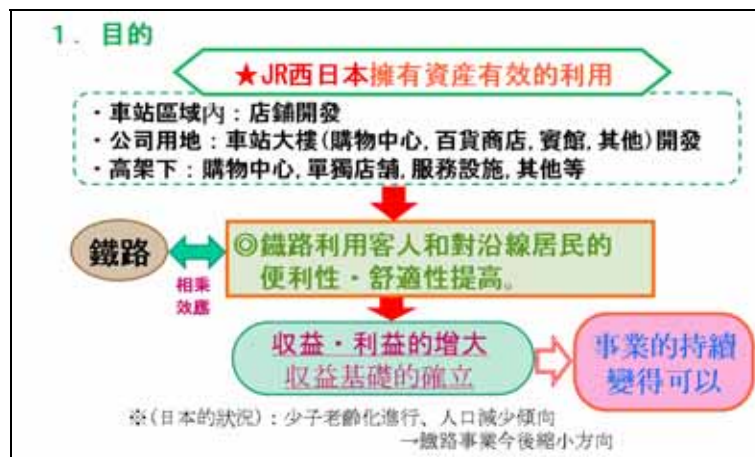 1. 目的
★JR西日本擁有資産有效的利用
・車站區域內：店鋪開發
・公司用地：車站大樓(購物中心,百貨商店,賓館,其他)開發
・高架下：購物中心,單獨店舖,服務設施,其他等
鐵路
相乘
效應
◎鐵路利用客人和對沿線居民的
便利性・舒適性提高。
収益・利益的增大
収益基礎的確立
事業的持續
變得可以
※(日本的狀況)：少子老齡化進行、人口減少傾向
→鐵路事業今後縮小方向